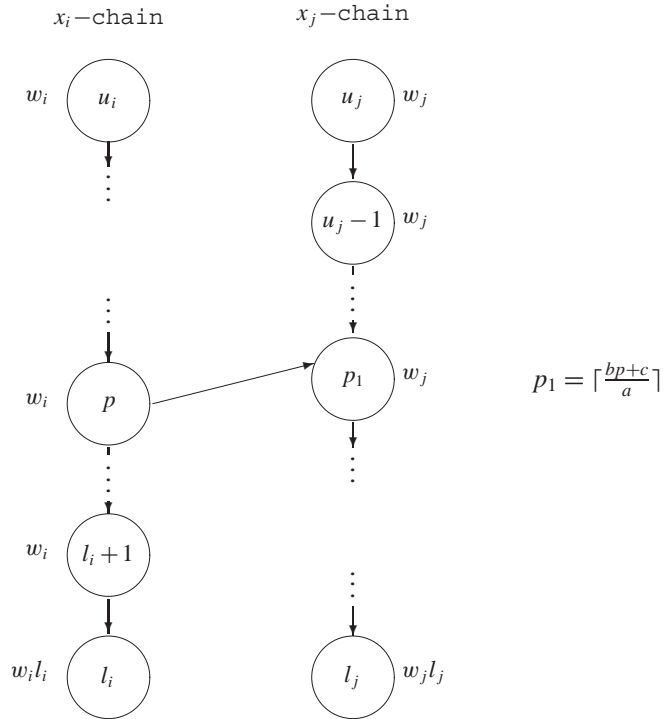 x_i−chain x_j−chain
w_i u_i u_j w_j
u_j − 1 w_j
w_i p p_1 w_j p_1 = ⌈\frac{bp+c}{a}⌉
w_i l_i + 1
w_i l_i l_i l_j w_j l_j